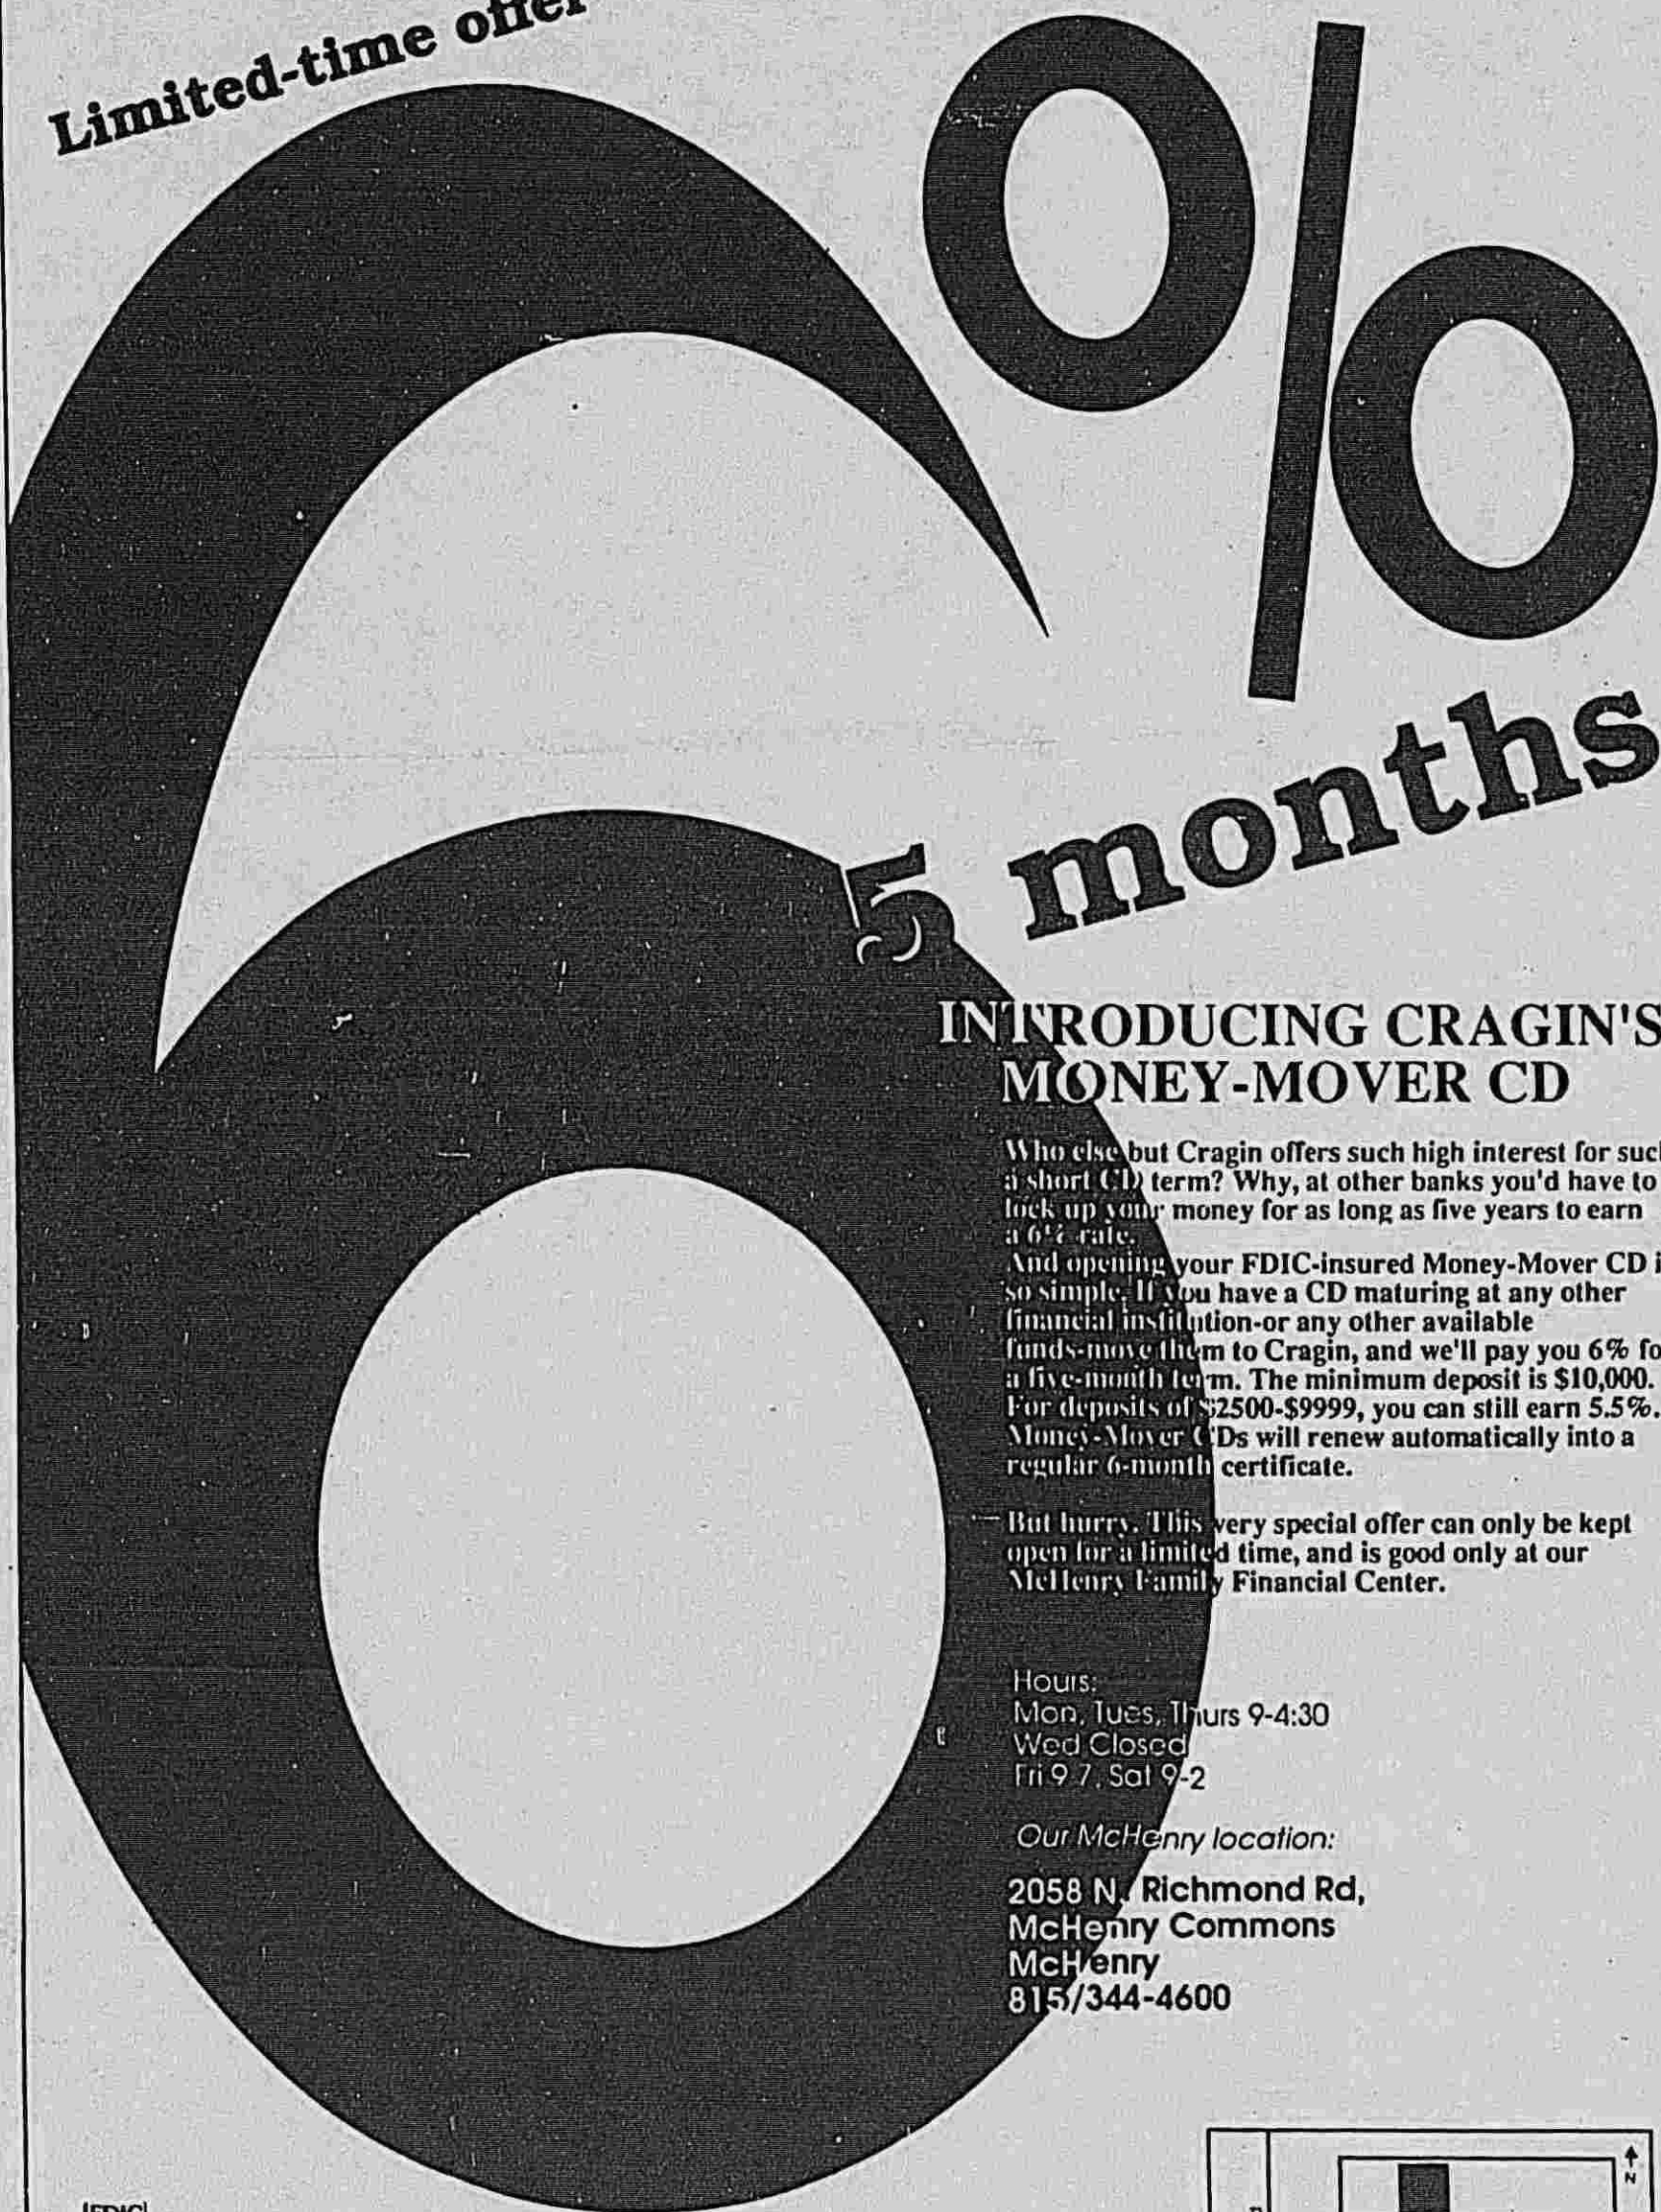 Limited-time offer
6%
5 months
INTRODUCING CRAGIN'S
MONEY-MOVER CD
Who else but Cragin offers such high interest for such
a short CD term? Why, at other banks you'd have to
lock up your money for as long as five years to earn
a 6% rate.
And opening your FDIC-insured Money-Mover CD i
so simple. If you have a CD maturing at any other
financial institution-or any other available
funds-move them to Cragin, and we'll pay you 6% fo
a five-month term. The minimum deposit is $10,000.
For deposits of $2500-$9999, you can still earn 5.5%.
Money-Mover CDs will renew automatically into a
regular 6-month certificate.
But hurry. This very special offer can only be kept
open for a limited time, and is good only at our
McHenry Family Financial Center.
Hours:
Mon, Tues, Thurs 9-4:30
Wed Closed
Fri 9-7, Sat 9-2
Our McHenry location:
2058 N. Richmond Rd,
McHenry Commons
McHenry
815/344-4600
N
FDIC